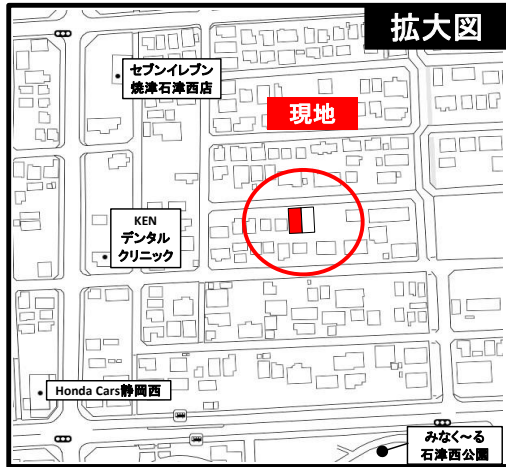 拡大図
セブンイレブン
焼津石津西店
現地
KEN
デンタル
クリニック
Honda Cars静岡西
みなく~る
石津西公園